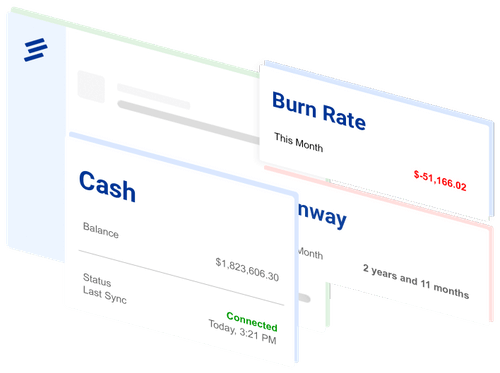 Burn Rate
This Month
$-51,166.02
Cash
Balance
$1,823,606.30
Status
Connected
Last Sync
Today, 3:21 PM
nway
Month
2 years and 11 months